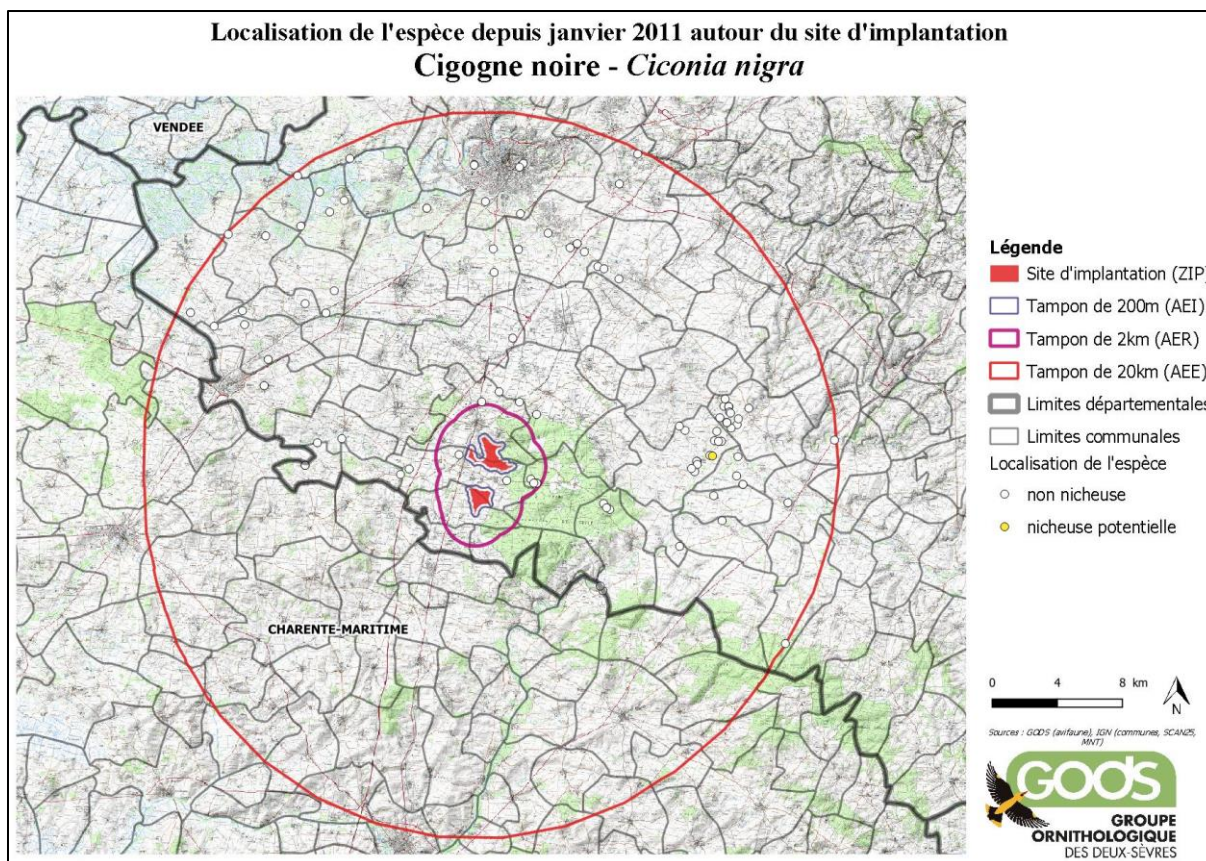 Localisation de l'espèce depuis janvier 2011 autour du site d'implantation
Cigogne noire - Ciconia nigra
VENDEE
CHARENTE-MARITIME
Légende
Site d'implantation (ZIP)
Tampon de 200m (AEI)
Tampon de 2km (AER)
Tampon de 20km (AEE)
Limites départementales
Limites communales
Localisation de l'espèce
non nicheuse
nicheuse potentielle
0 4 8 km
N
Sources : GODS (avifaune), IGN (communes, SCAN25,
MNT)
GODS
GROUPE
ORNITHOLOGIQUE
DES DEUX-SÈVRES